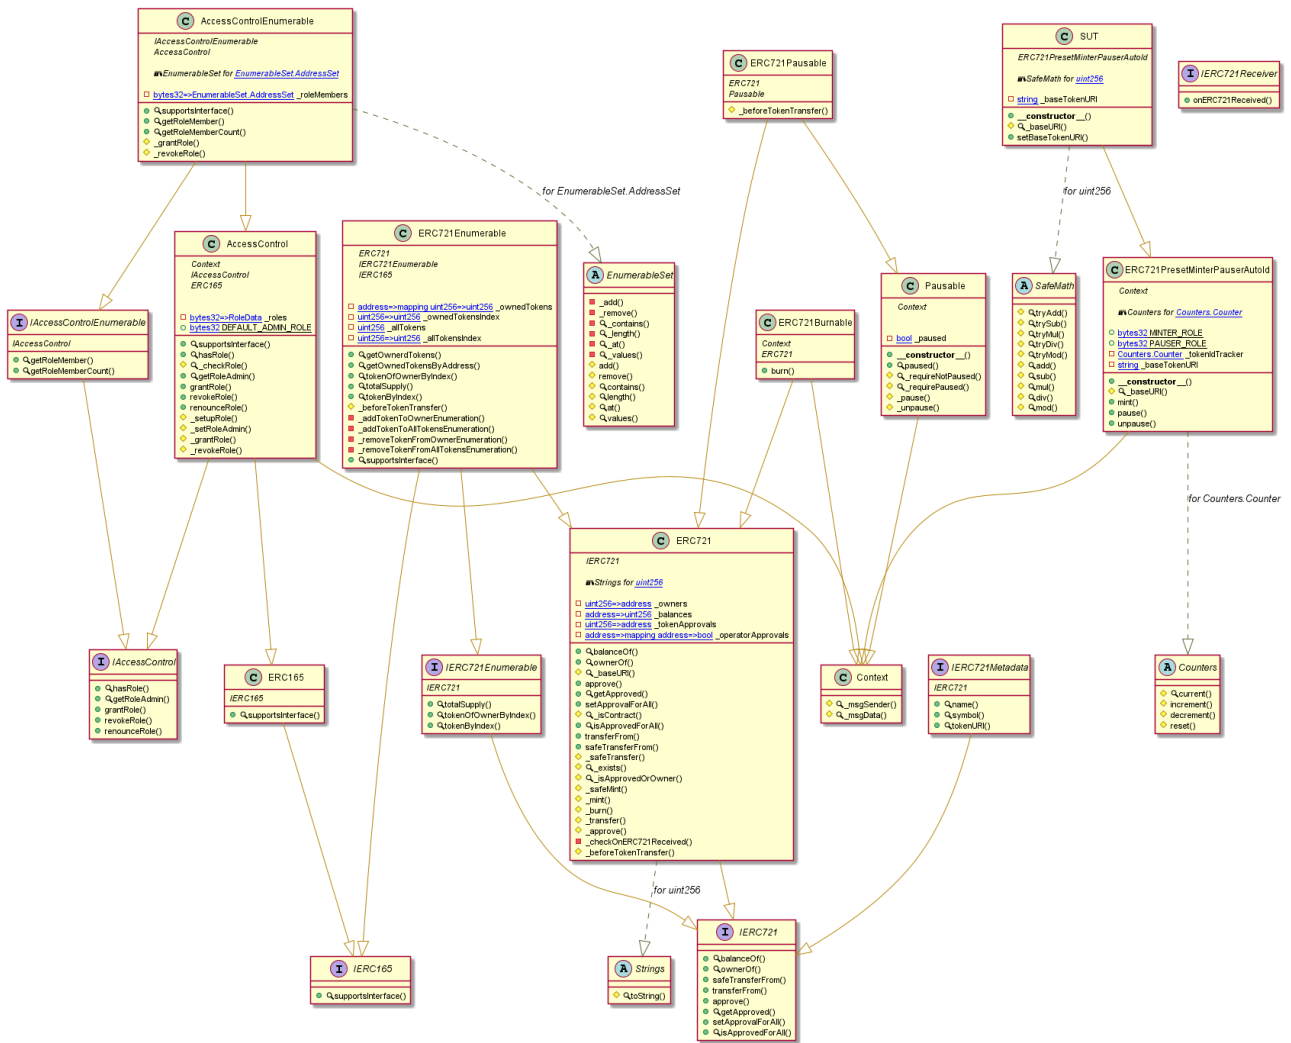 C AccessControlEnumerable
IAccessControlEnumerable
AccessControl
EnumerableSet for EnumerableSet.AddressSet
bytes32=>EnumerableSet.AddressSet _roleMembers
supportsInterface()
getRoleMember()
getRoleMemberCount()
_grantRole()
_revokeRole()
C ERC721Pausable
ERC721
Pausable
_beforeTokenTransfer()
C SUT
ERC721PresetMinterPauserAutoId
SafeMath for uint256
string _baseTokenURI
__constructor__()
_baseURI()
setBaseTokenURI()
I IERC721Receiver
onERC721Received()
for EnumerableSet.AddressSet
for uint256
C AccessControl
Context
IAccessControl
ERC165
bytes32=>RoleData _roles
bytes32 DEFAULT_ADMIN_ROLE
supportsInterface()
hasRole()
_checkRole()
getRoleAdmin()
grantRole()
revokeRole()
renounceRole()
_setupRole()
_setRoleAdmin()
_grantRole()
_revokeRole()
C ERC721Enumerable
ERC721
IERC721Enumerable
IERC165
address=>mapping uint256=>uint256 _ownedTokens
uint256=>uint256 _ownedTokensIndex
uint256 _allTokens
uint256=>uint256 _allTokensIndex
getOwnerdTokens()
getOwnedTokensByAddress()
tokenOfOwnerByIndex()
totalSupply()
tokenByIndex()
_beforeTokenTransfer()
_addTokenToOwnerEnumeration()
_addTokenToAllTokensEnumeration()
_removeTokenFromOwnerEnumeration()
_removeTokenFromAllTokensEnumeration()
supportsInterface()
A EnumerableSet
_add()
_remove()
_contains()
_length()
_at()
_values()
add()
remove()
contains()
length()
at()
values()
C Pausable
Context
bool _paused
__constructor__()
paused()
_requireNotPaused()
_requirePaused()
_pause()
_unpause()
A SafeMath
tryAdd()
trySub()
tryMul()
tryDiv()
tryMod()
add()
sub()
mul()
div()
mod()
C ERC721PresetMinterPauserAutoId
Context
Counters for Counters.Counter
bytes32 MINTER_ROLE
bytes32 PAUSER_ROLE
Counters.Counter _tokenIdTracker
string _baseTokenURI
__constructor__()
_baseURI()
mint()
pause()
unpause()
I IAccessControlEnumerable
IAccessControl
getRoleMember()
getRoleMemberCount()
C ERC721Burnable
Context
ERC721
burn()
for Counters.Counter
C ERC721
IERC721
Strings for uint256
uint256=>address _owners
address=>uint256 _balances
uint256=>address _tokenApprovals
address=>mapping address=>bool _operatorApprovals
balanceOf()
ownerOf()
_baseURI()
approve()
getApproved()
setApprovalForAll()
_isContract()
isApprovedForAll()
transferFrom()
safeTransferFrom()
_safeTransfer()
_exists()
_isApprovedOrOwner()
_safeMint()
_mint()
_burn()
_transfer()
_approve()
_checkOnERC721Received()
_beforeTokenTransfer()
I IAccessControl
hasRole()
getRoleAdmin()
grantRole()
revokeRole()
renounceRole()
C ERC165
IERC165
supportsInterface()
I IERC721Enumerable
IERC721
totalSupply()
tokenOfOwnerByIndex()
tokenByIndex()
C Context
_msgSender()
_msgData()
I IERC721Metadata
IERC721
name()
symbol()
tokenURI()
A Counters
current()
increment()
decrement()
reset()
for uint256
I IERC165
supportsInterface()
A Strings
toString()
I IERC721
balanceOf()
ownerOf()
safeTransferFrom()
transferFrom()
approve()
getApproved()
setApprovalForAll()
isApprovedForAll()